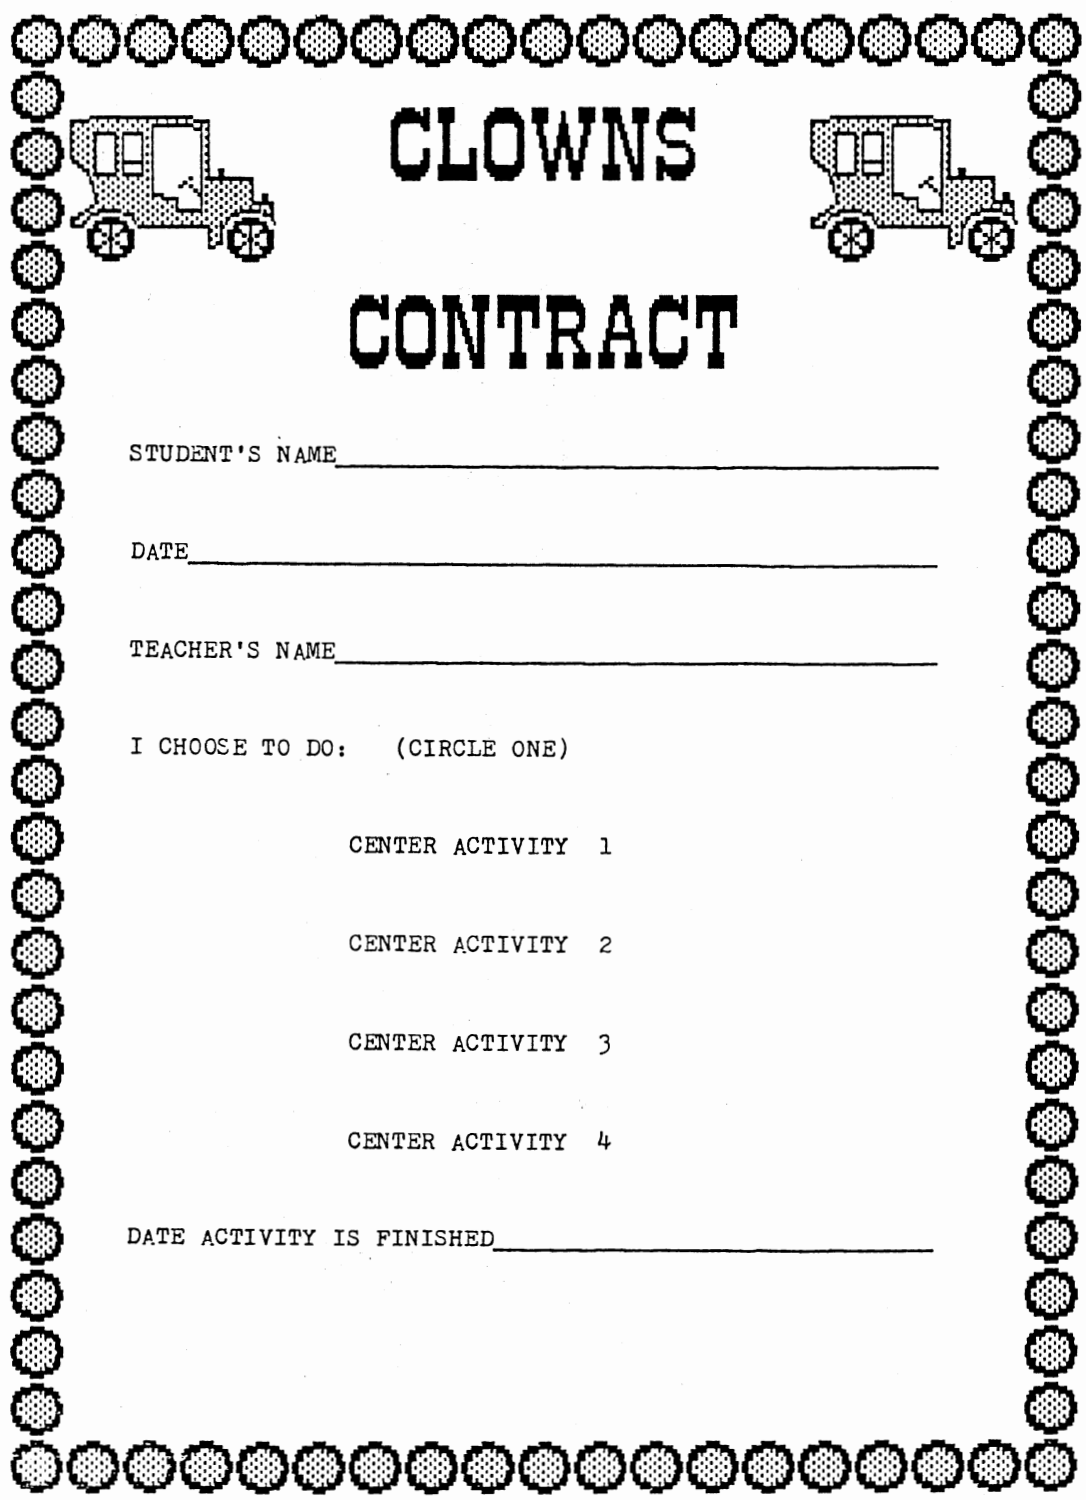 CLOWNS
CONTRACT
STUDENT'S NAME
DATE
TEACHER'S NAME
I CHOOSE TO DO: (CIRCLE ONE)
CENTER ACTIVITY 1
CENTER ACTIVITY 2
CENTER ACTIVITY 3
CENTER ACTIVITY 4
DATE ACTIVITY IS FINISHED